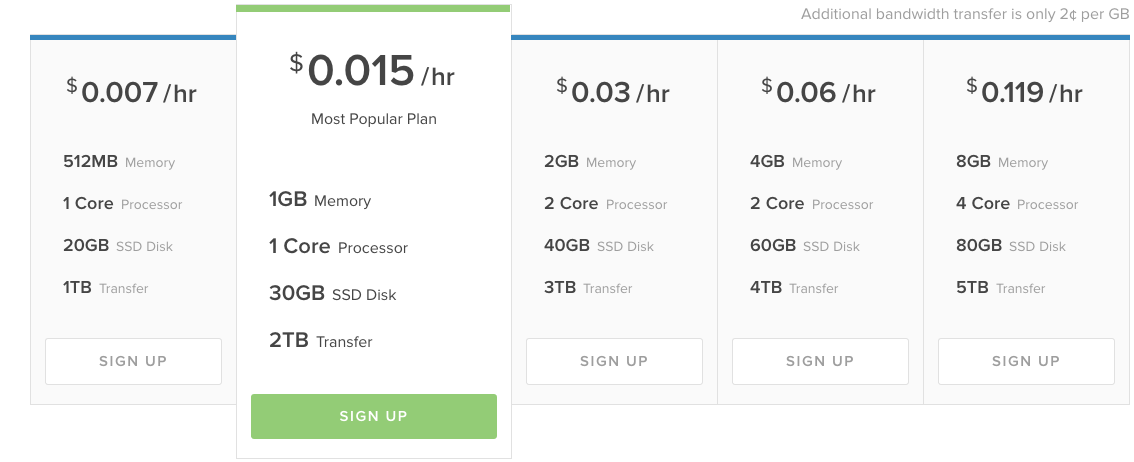 Additional bandwidth transfer is only 2¢ per GB
$0.007 /hr
512MB Memory
1 Core Processor
20GB SSD Disk
1TB Transfer
SIGN UP
$0.015 /hr
Most Popular Plan
1GB Memory
1 Core Processor
30GB SSD Disk
2TB Transfer
SIGN UP
$0.03 /hr
2GB Memory
2 Core Processor
40GB SSD Disk
3TB Transfer
SIGN UP
$0.06 /hr
4GB Memory
2 Core Processor
60GB SSD Disk
4TB Transfer
SIGN UP
$0.119 /hr
8GB Memory
4 Core Processor
80GB SSD Disk
5TB Transfer
SIGN UP